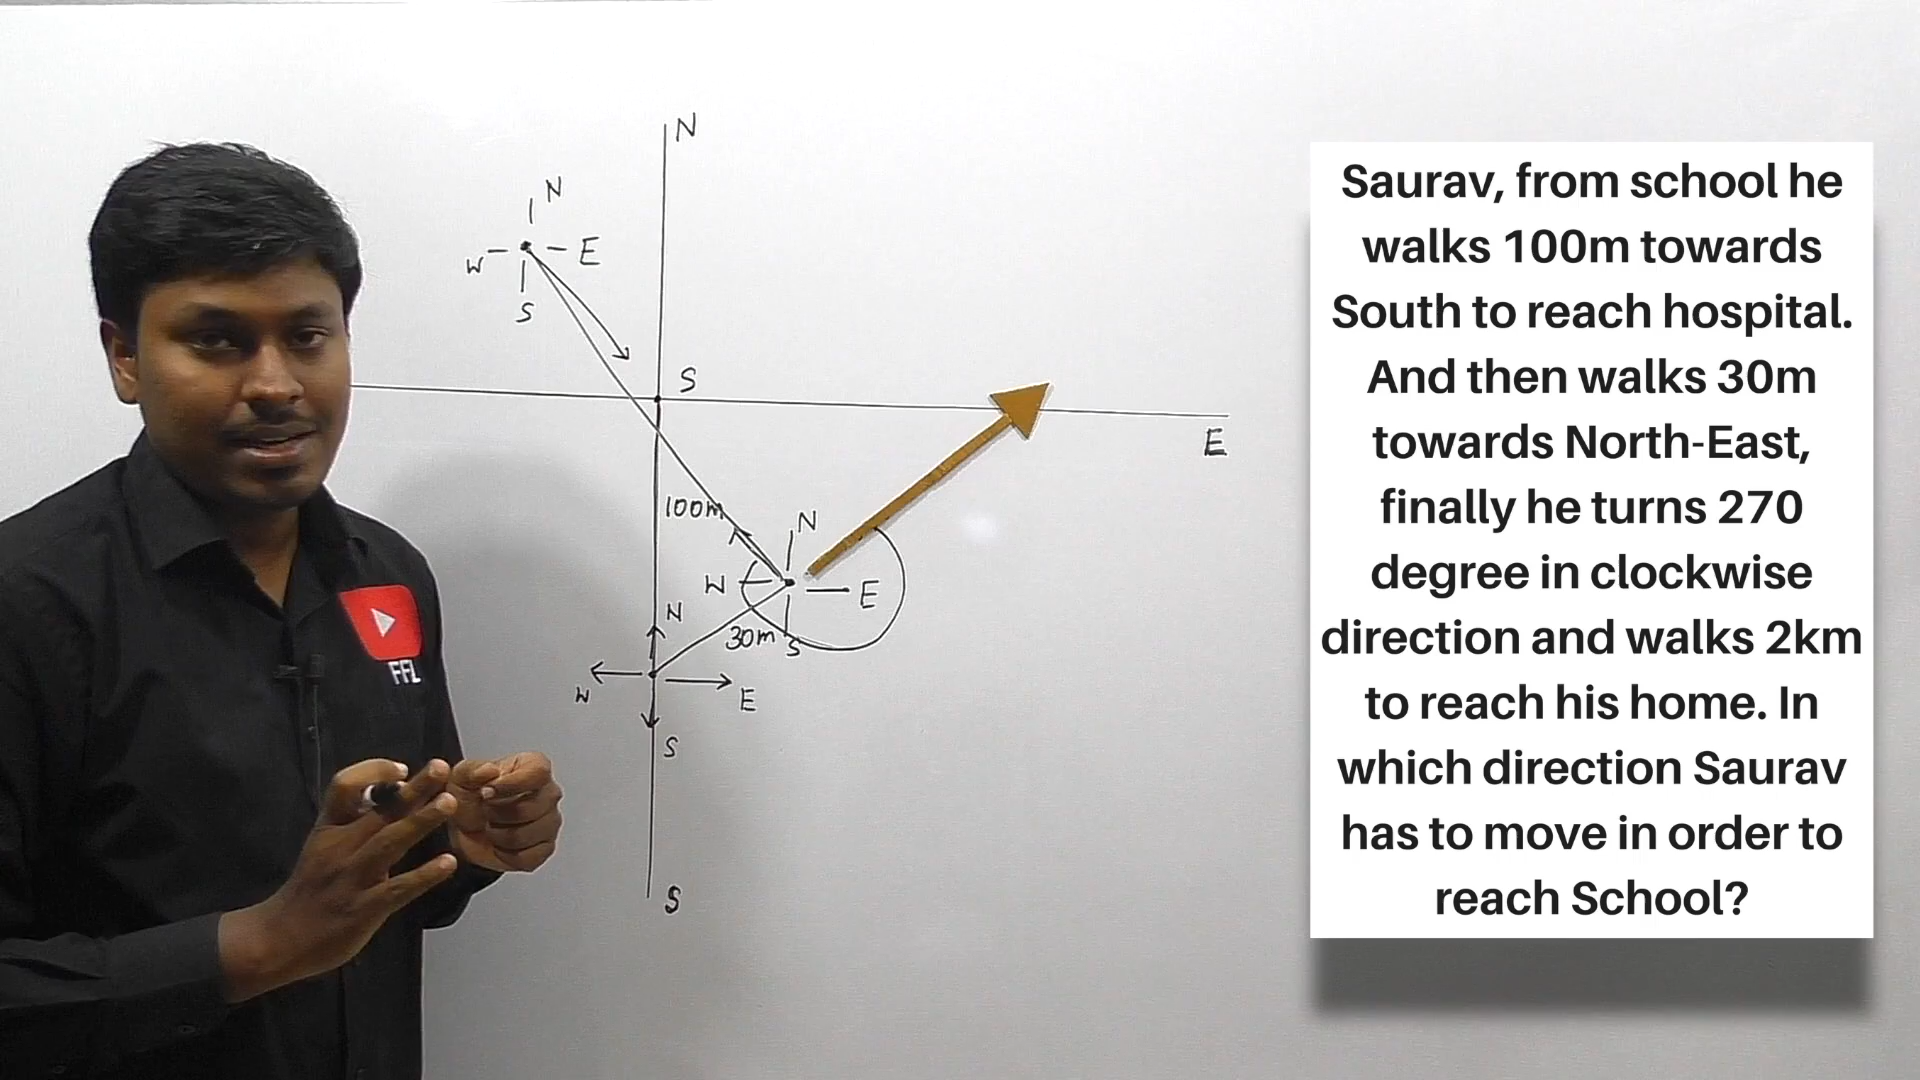 N
N
W
E
S
S
E
100m
N
W
E
N
30m
S
W
E
S
S
FFL
Saurav, from school he
walks 100m towards
South to reach hospital.
And then walks 30m
towards North-East,
finally he turns 270
degree in clockwise
direction and walks 2km
to reach his home. In
which direction Saurav
has to move in order to
reach School?